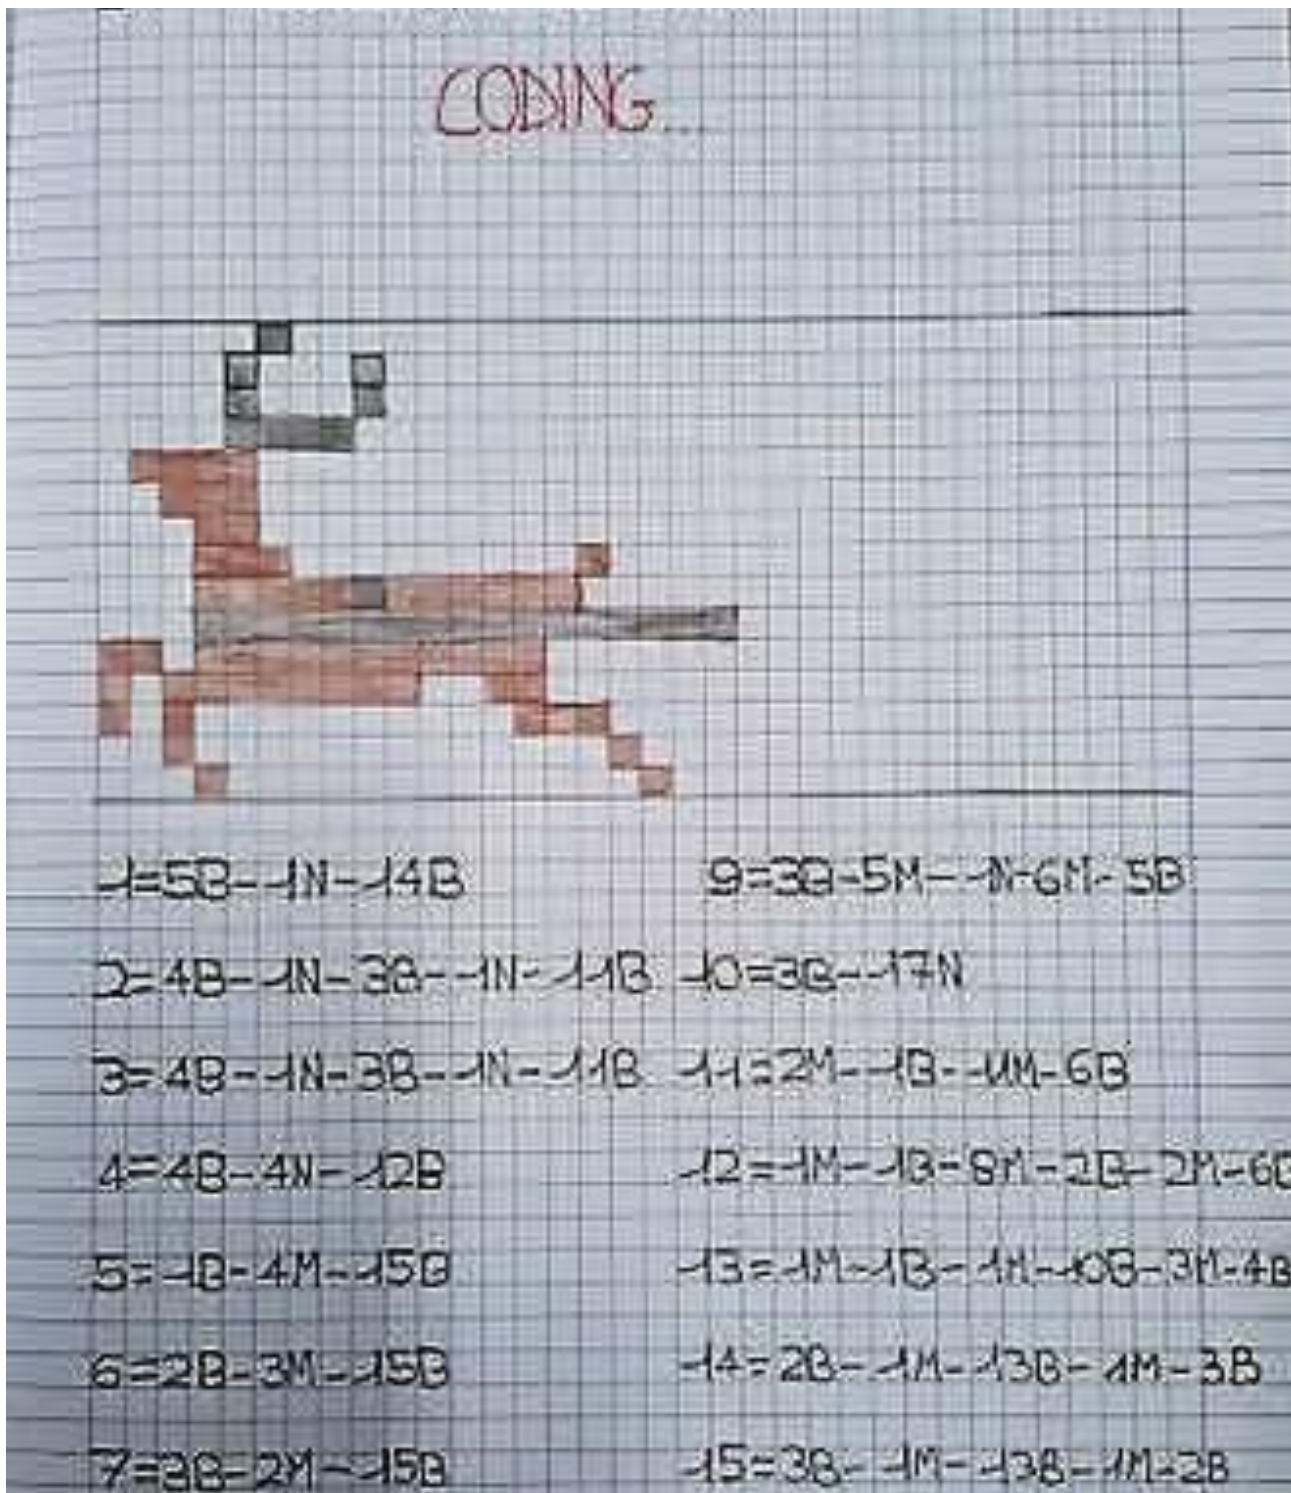 CODING...
1=5B-1N-14B
2=4B-1N-3B-1N-11B
3=4B-1N-3B-1N-11B
4=4B-4N-12B
5=1B-4M-15B
6=2B-3M-15B
7=3B-2M-15B
9=3B-5M-1N-6M-5B
10=3B-17N
11=2M-1B-11M-6B
12=1M-1B-8M-2B-2M-6B
13=1M-1B-1M-10B-3M-4B
14=2B-1M-13B-1M-3B
15=3B-1M-13B-1M-2B